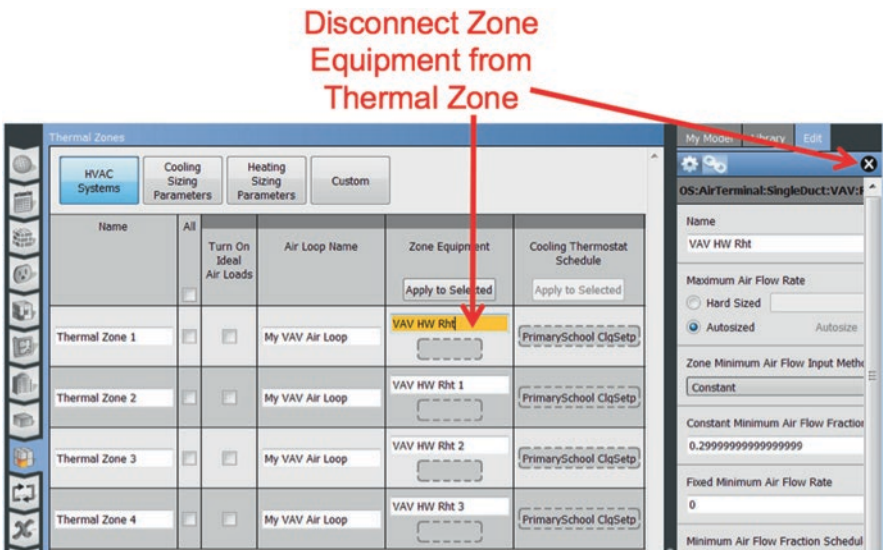 Disconnect Zone
Equipment from
Thermal Zone
Thermal Zones
My Model Library Edit
HVAC
Systems
Cooling
Sizing
Parameters
Heating
Sizing
Parameters
Custom
OS:AirTerminal:SingleDuct:VAV:
Name
All
Turn On
Ideal
Air Loads
Air Loop Name
Zone Equipment
Apply to Selected
Cooling Thermostat
Schedule
Apply to Selected
Thermal Zone 1
My VAV Air Loop
VAV HW Rht
PrimarySchool ClgSetp
Thermal Zone 2
My VAV Air Loop
VAV HW Rht 1
PrimarySchool ClgSetp
Thermal Zone 3
My VAV Air Loop
VAV HW Rht 2
PrimarySchool ClgSetp
Thermal Zone 4
My VAV Air Loop
VAV HW Rht 3
PrimarySchool ClgSetp
Name
VAV HW Rht
Maximum Air Flow Rate
Hard Sized
Autosized Autosize
Zone Minimum Air Flow Input Metho
Constant
Constant Minimum Air Flow Fraction
0.29999999999999999
Fixed Minimum Air Flow Rate
0
Minimum Air Flow Fraction Schedul